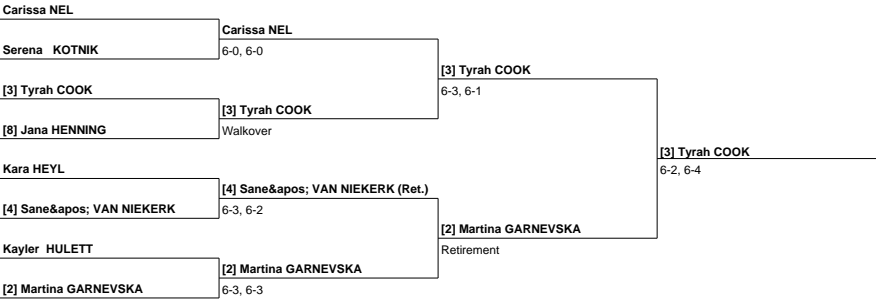 Carissa NEL
Serena KOTNIK
[3] Tyrah COOK
[8] Jana HENNING
Kara HEYL
[4] Sane&apos; VAN NIEKERK
Kayler HULETT
[2] Martina GARNEVSKA
Carissa NEL
6-0, 6-0
[3] Tyrah COOK
Walkover
[4] Sane&apos; VAN NIEKERK (Ret.)
6-3, 6-2
[2] Martina GARNEVSKA
6-3, 6-3
[3] Tyrah COOK
6-3, 6-1
[2] Martina GARNEVSKA
Retirement
[3] Tyrah COOK
6-2, 6-4